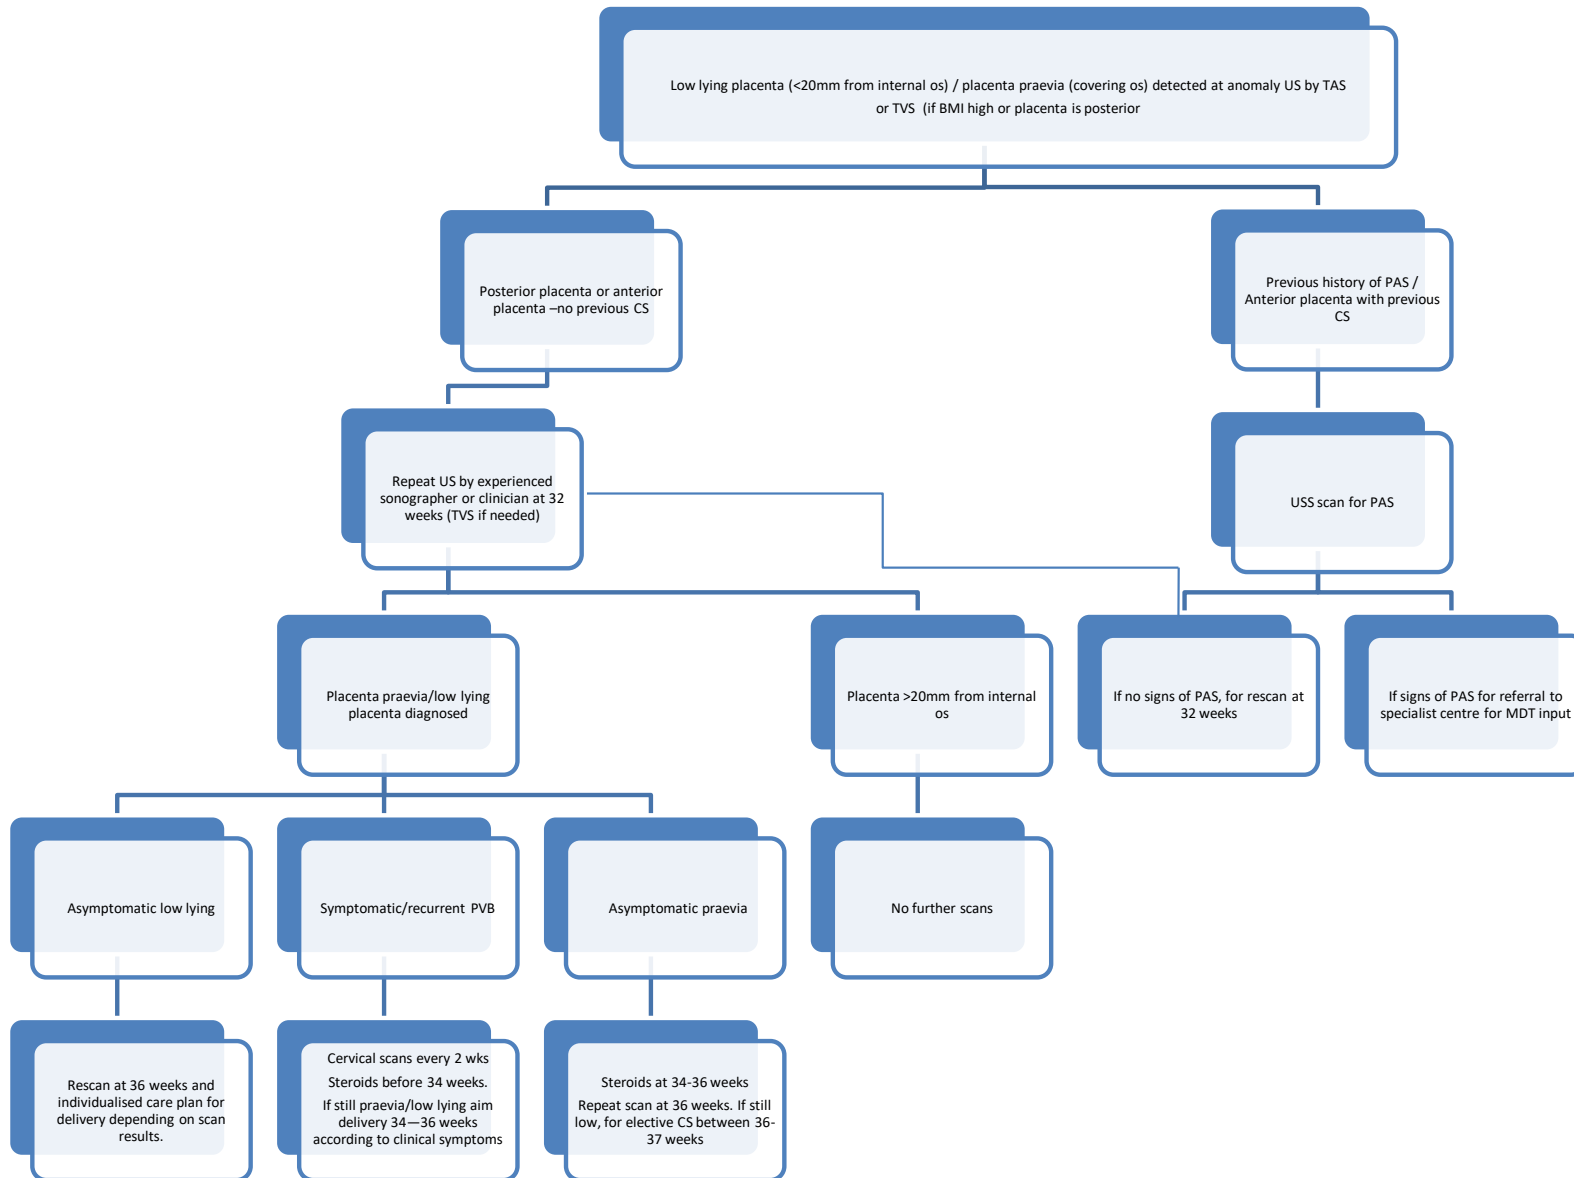 Low lying placenta (<20mm from internal os) / placenta praevia (covering os) detected at anomaly US by TAS
or TVS  (if BMI high or placenta is posterior
Posterior placenta or anterior
placenta –no previous CS
Previous history of PAS /
Anterior placenta with previous
CS
Repeat US by experienced
sonographer or clinician at 32
weeks (TVS if needed)
USS scan for PAS
Placenta praevia/low lying
placenta diagnosed
Placenta >20mm from internal
os
If no signs of PAS, for rescan at
32 weeks
If signs of PAS for referral to
specialist centre for MDT input
Asymptomatic low lying
Symptomatic/recurrent PVB
Asymptomatic praevia
No further scans
Rescan at 36 weeks and
individualised care plan for
delivery depending on scan
results.
Cervical scans every 2 wks
Steroids before 34 weeks.
If still praevia/low lying aim
delivery 34—36 weeks
according to clinical symptoms
Steroids at 34-36 weeks
Repeat scan at 36 weeks. If still
low, for elective CS between 36-
37 weeks